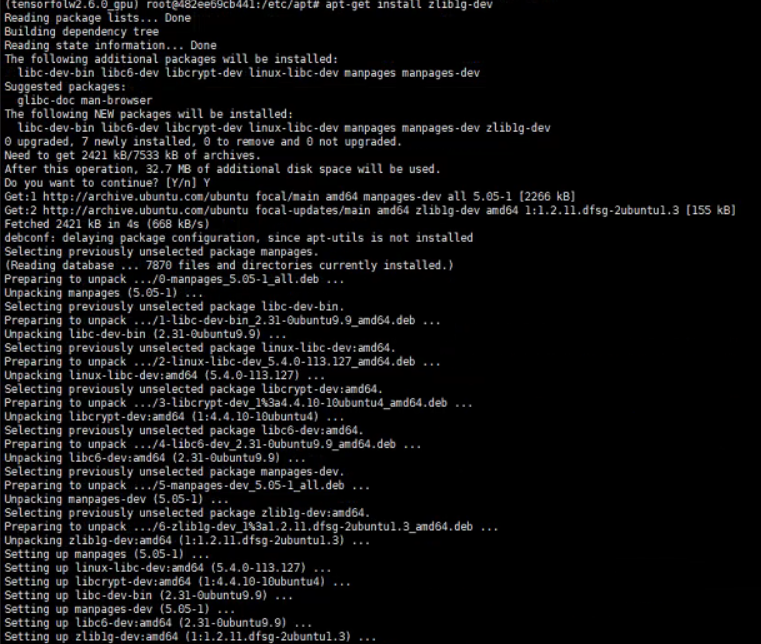 (tensorfolw2.6.0_gpu) root@482ee69cb441:/etc/apt# apt-get install zlib1g-dev
Reading package lists... Done
Building dependency tree
Reading state information... Done
The following additional packages will be installed:
  libc-dev-bin libc6-dev libcrypt-dev linux-libc-dev manpages manpages-dev
Suggested packages:
  glibc-doc man-browser
The following NEW packages will be installed:
  libc-dev-bin libc6-dev libcrypt-dev linux-libc-dev manpages manpages-dev zlib1g-dev
0 upgraded, 7 newly installed, 0 to remove and 0 not upgraded.
Need to get 2421 kB/7533 kB of archives.
After this operation, 32.7 MB of additional disk space will be used.
Do you want to continue? [Y/n] Y
Get:1 http://archive.ubuntu.com/ubuntu focal/main amd64 manpages-dev all 5.05-1 [2266 kB]
Get:2 http://archive.ubuntu.com/ubuntu focal-updates/main amd64 zlib1g-dev amd64 1:1.2.11.dfsg-2ubuntu1.3 [155 kB]
Fetched 2421 kB in 4s (668 kB/s)
debconf: delaying package configuration, since apt-utils is not installed
Selecting previously unselected package manpages.
(Reading database ... 7870 files and directories currently installed.)
Preparing to unpack .../0-manpages_5.05-1_all.deb ...
Unpacking manpages (5.05-1) ...
Selecting previously unselected package libc-dev-bin.
Preparing to unpack .../1-libc-dev-bin_2.31-0ubuntu9.9_amd64.deb ...
Unpacking libc-dev-bin (2.31-0ubuntu9.9) ...
Selecting previously unselected package linux-libc-dev:amd64.
Preparing to unpack .../2-linux-libc-dev_5.4.0-113.127_amd64.deb ...
Unpacking linux-libc-dev:amd64 (5.4.0-113.127) ...
Selecting previously unselected package libcrypt-dev:amd64.
Preparing to unpack .../3-libcrypt-dev_1%3a4.4.10-10ubuntu4_amd64.deb ...
Unpacking libcrypt-dev:amd64 (1:4.4.10-10ubuntu4) ...
Selecting previously unselected package libc6-dev:amd64.
Preparing to unpack .../4-libc6-dev_2.31-0ubuntu9.9_amd64.deb ...
Unpacking libc6-dev:amd64 (2.31-0ubuntu9.9) ...
Selecting previously unselected package manpages-dev.
Preparing to unpack .../5-manpages-dev_5.05-1_all.deb ...
Unpacking manpages-dev (5.05-1) ...
Selecting previously unselected package zlib1g-dev:amd64.
Preparing to unpack .../6-zlib1g-dev_1%3a1.2.11.dfsg-2ubuntu1.3_amd64.deb ...
Unpacking zlib1g-dev:amd64 (1:1.2.11.dfsg-2ubuntu1.3) ...
Setting up manpages (5.05-1) ...
Setting up linux-libc-dev:amd64 (5.4.0-113.127) ...
Setting up libcrypt-dev:amd64 (1:4.4.10-10ubuntu4) ...
Setting up libc-dev-bin (2.31-0ubuntu9.9) ...
Setting up manpages-dev (5.05-1) ...
Setting up libc6-dev:amd64 (2.31-0ubuntu9.9) ...
Setting up zlib1g-dev:amd64 (1:1.2.11.dfsg-2ubuntu1.3) ...